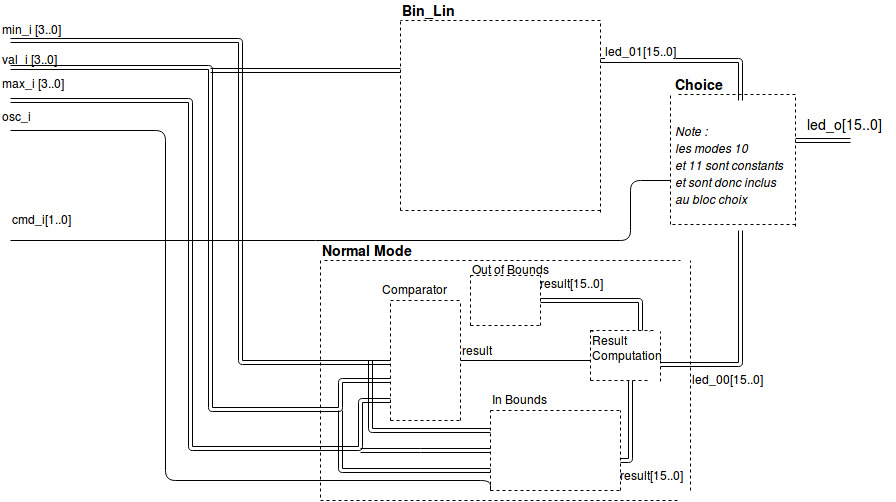 Bin_Lin
min_i [3..0]
val_i [3..0]
led_01[15..0]
max_i [3..0]
Choice
osc_i
led_o[15..0]
Note :
les modes 10
et 11 sont constants
et sont donc inclus
au bloc choix
cmd_i[1..0]
Normal Mode
Out of Bounds
result[15..0]
Comparator
result
Result
Computation
led_00[15..0]
In Bounds
result[15..0]